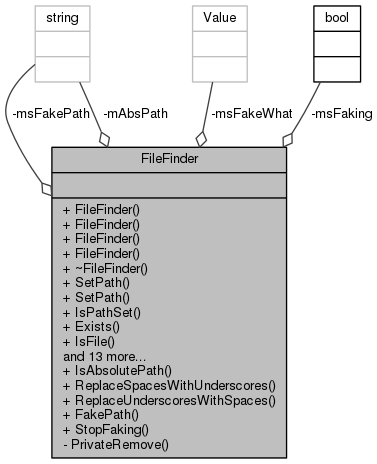 string
Value
bool
-msFakePath
-mAbsPath
-msFakeWhat
-msFaking
FileFinder
+ FileFinder()
+ FileFinder()
+ FileFinder()
+ FileFinder()
+ ~FileFinder()
+ SetPath()
+ SetPath()
+ IsPathSet()
+ Exists()
+ IsFile()
and 13 more...
+ IsAbsolutePath()
+ ReplaceSpacesWithUnderscores()
+ ReplaceUnderscoresWithSpaces()
+ FakePath()
+ StopFaking()
- PrivateRemove()